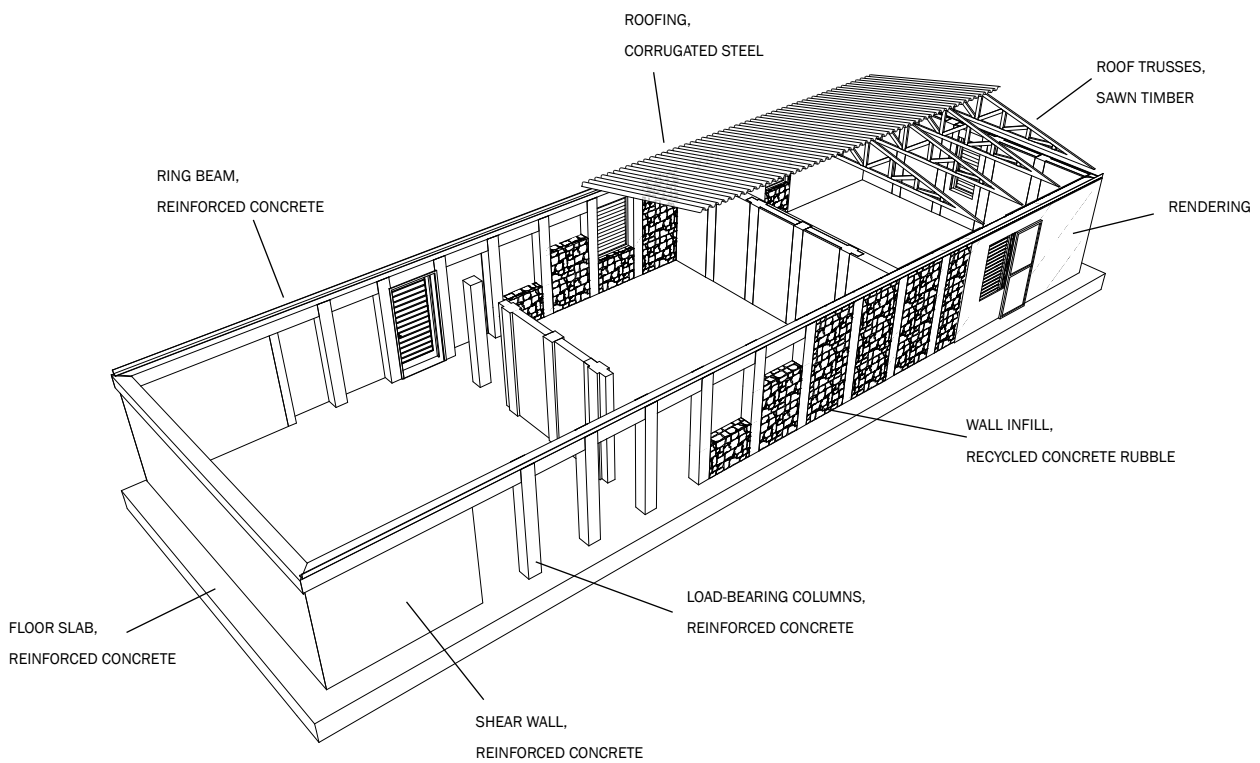 ROOFING,
CORRUGATED STEEL
ROOF TRUSSES,
SAWN TIMBER
RING BEAM,
REINFORCED CONCRETE
RENDERING
WALL INFILL,
RECYCLED CONCRETE RUBBLE
LOAD-BEARING COLUMNS,
REINFORCED CONCRETE
FLOOR SLAB,
REINFORCED CONCRETE
SHEAR WALL,
REINFORCED CONCRETE